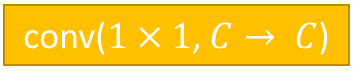 conv(1 × 1, C → C)